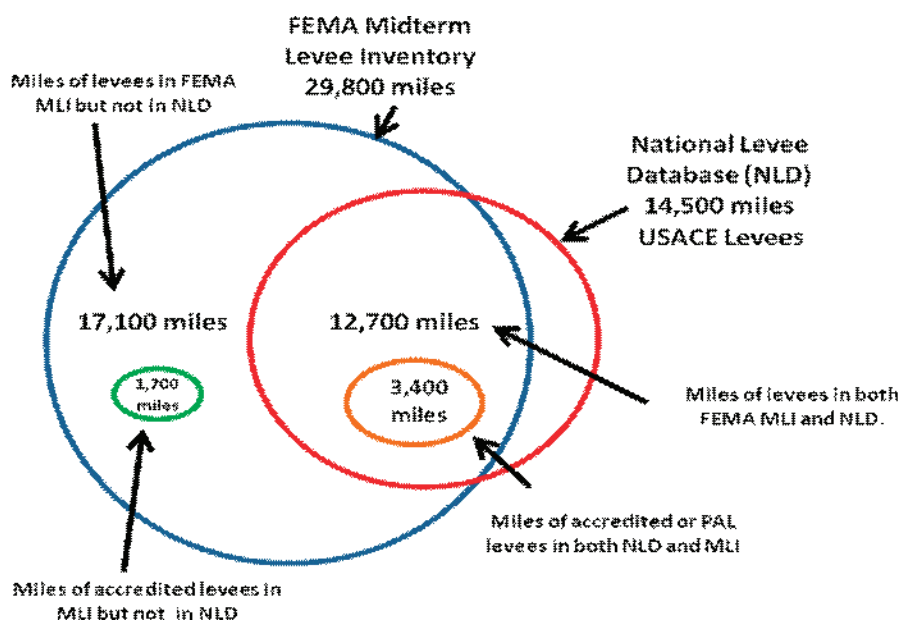 FEMA Midterm
Levee Inventory
29,800 miles
Miles of levees in FEMA
MLI but not in NLD
National Levee
Database (NLD)
14,500 miles
USACE Levees
17,100 miles
12,700 miles
1,700
miles
3,400
miles
Miles of levees in both
FEMA MLI and NLD.
Miles of accredited or PAL
levees in both NLD and MLI
Miles of accredited levees in
MLI but not in NLD